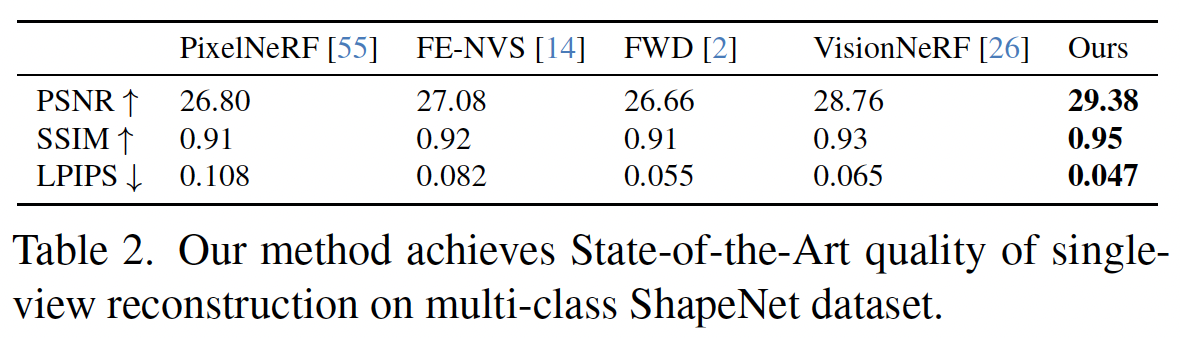 PixelNeRF [55] FE-NVS [14] FWD [2] VisionNeRF [26] Ours
PSNR ↑ 26.80 27.08 26.66 28.76 29.38
SSIM ↑ 0.91 0.92 0.91 0.93 0.95
LPIPS ↓ 0.108 0.082 0.055 0.065 0.047
Table 2. Our method achieves State-of-the-Art quality of single-
view reconstruction on multi-class ShapeNet dataset.